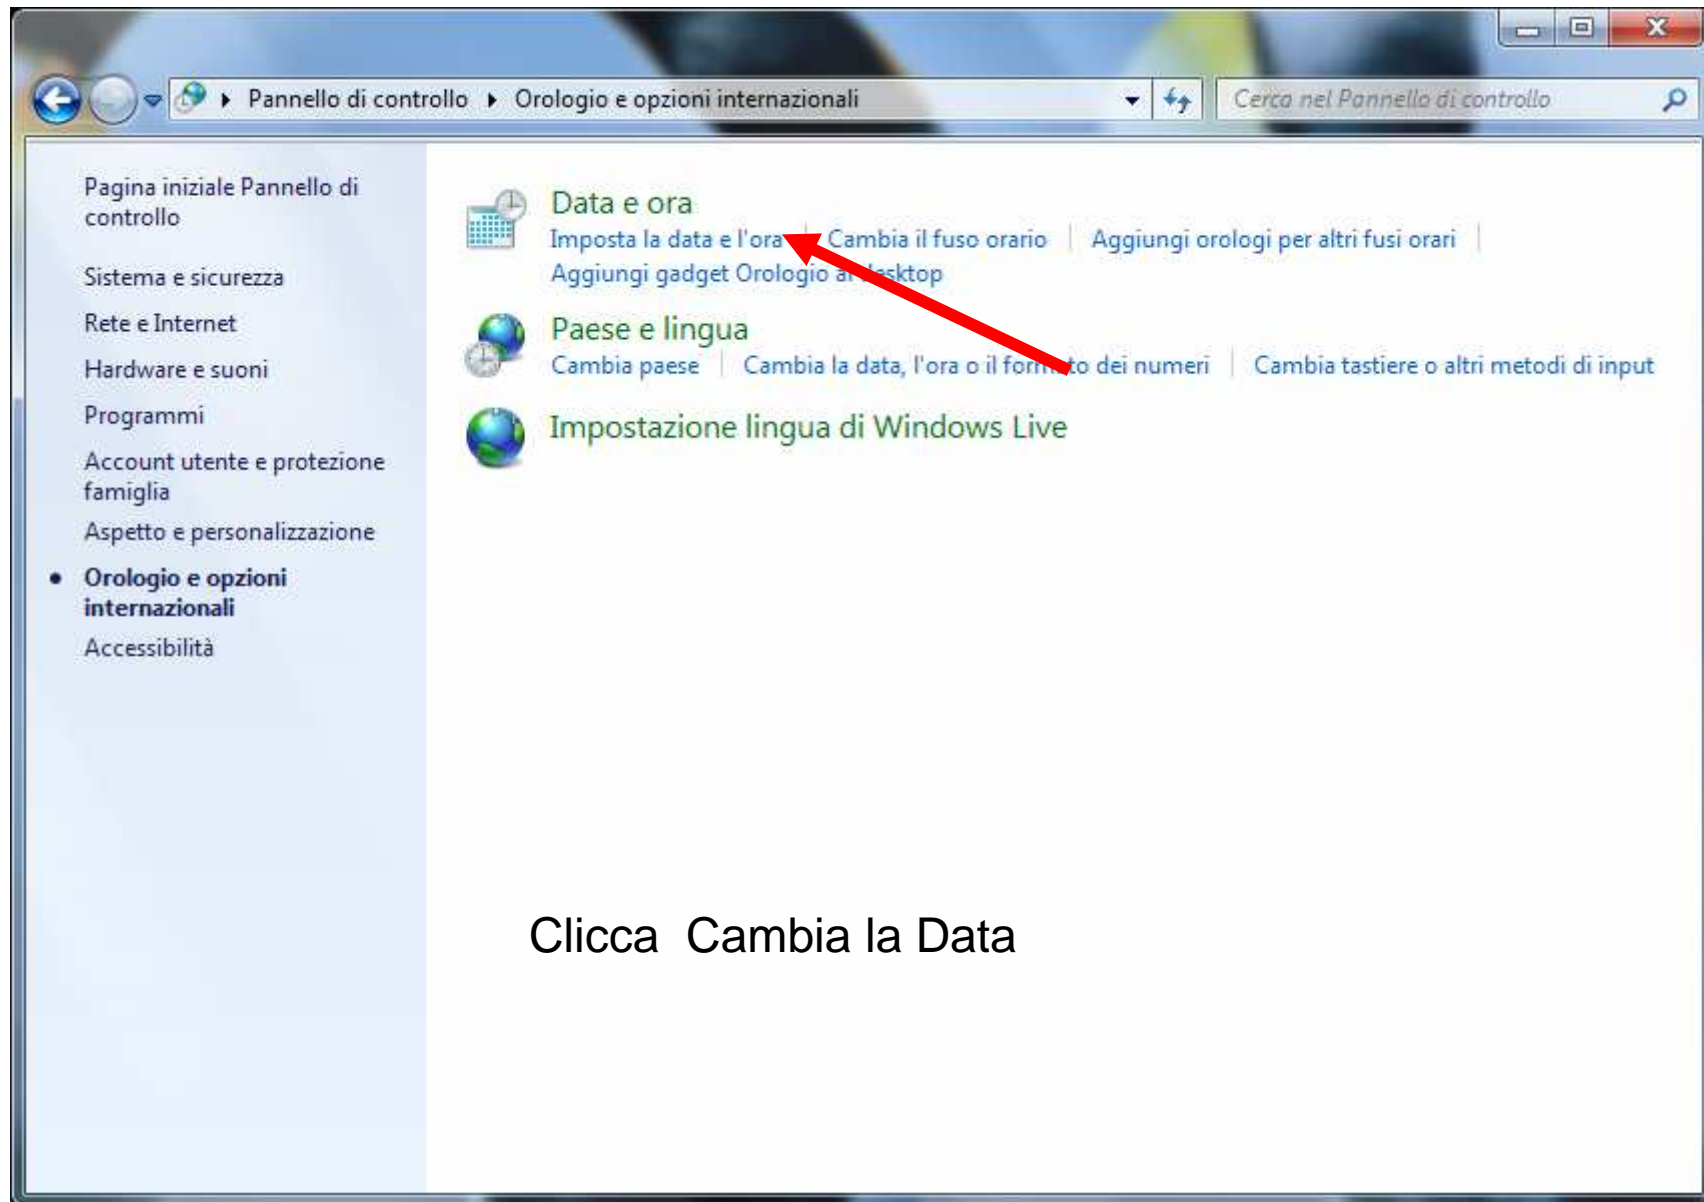 Pannello di controllo Orologio e opzioni internazionali Cerca nel Pannello di controllo
Pagina iniziale Pannello di
controllo
Sistema e sicurezza
Rete e Internet
Hardware e suoni
Programmi
Account utente e protezione
famiglia
Aspetto e personalizzazione
Orologio e opzioni
internazionali
Accessibilità
Data e ora
Imposta la data e l'ora Cambia il fuso orario Aggiungi orologi per altri fusi orari
Aggiungi gadget Orologio al desktop
Paese e lingua
Cambia paese Cambia la data, l'ora o il formato dei numeri Cambia tastiere o altri metodi di input
Impostazione lingua di Windows Live
Clicca Cambia la Data